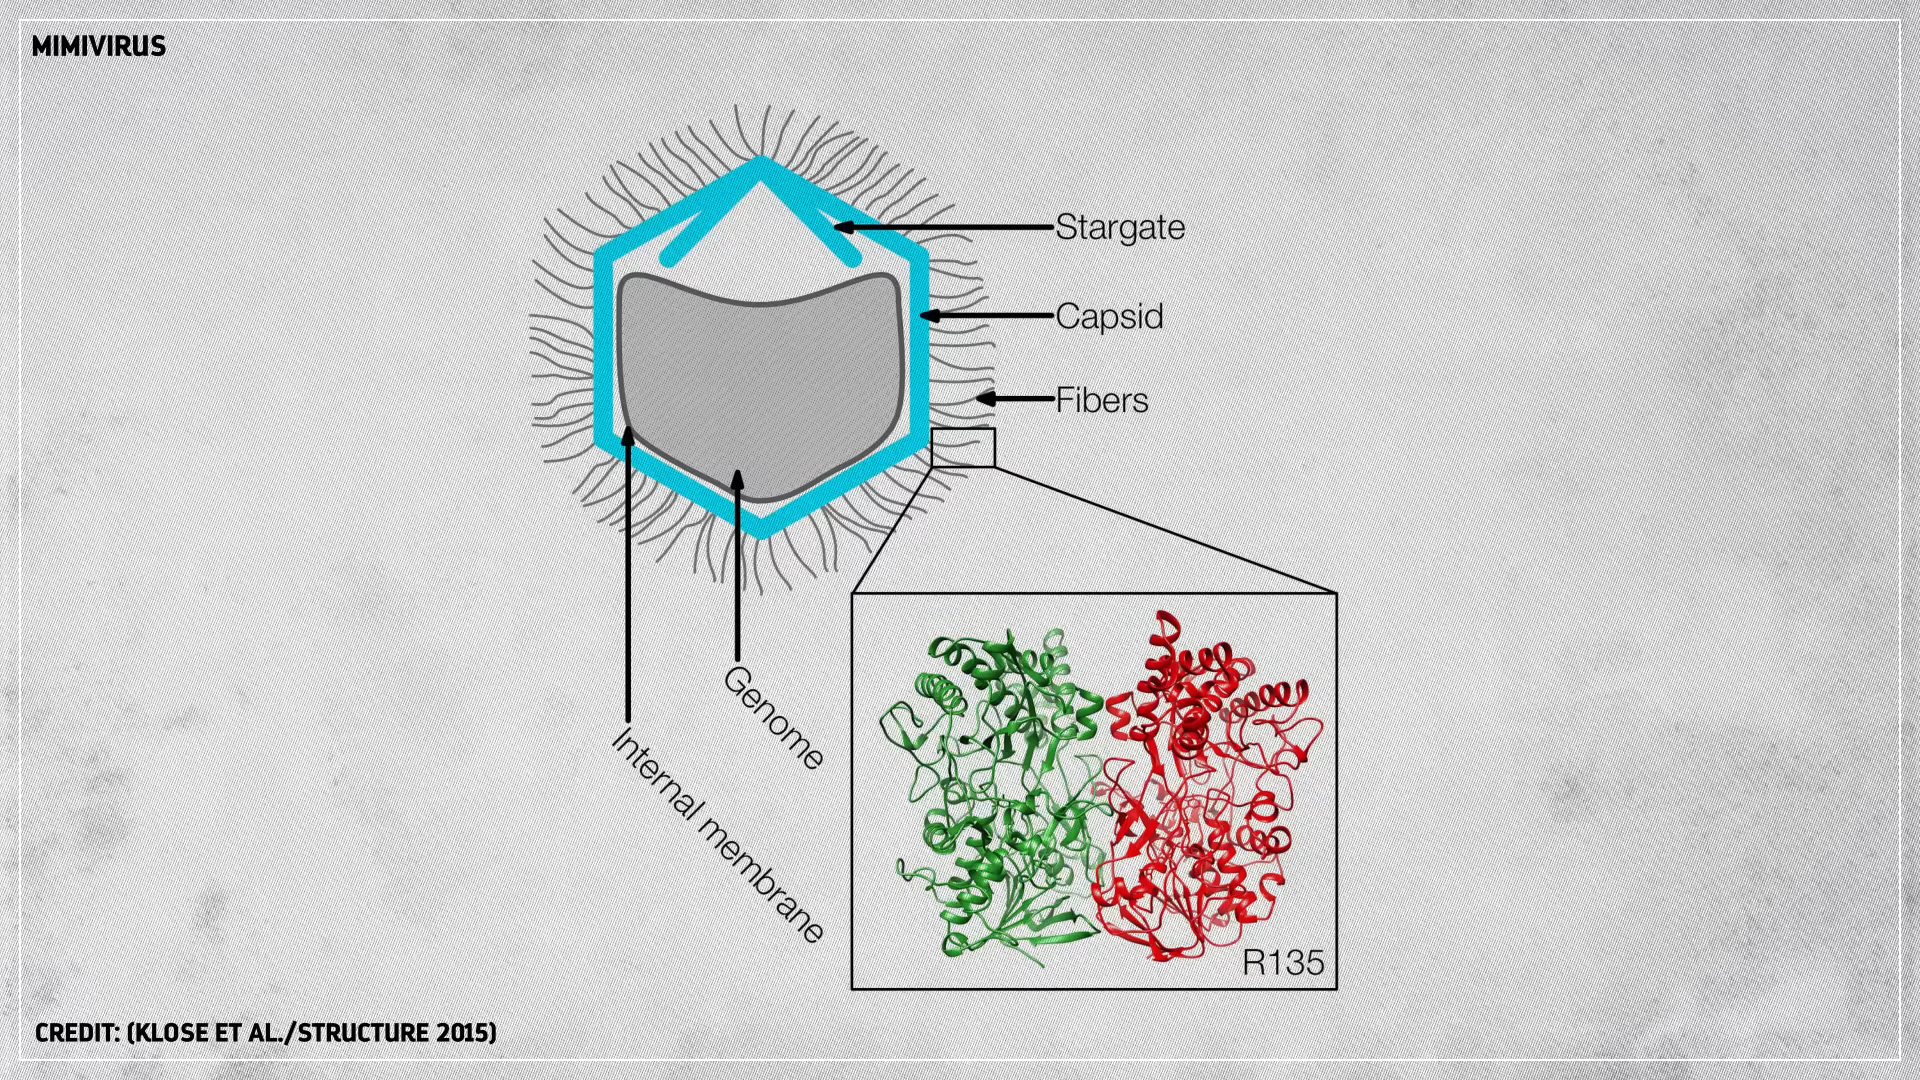 MIMIVIRUS
Stargate
Capsid
Fibers
Genome
Internal membrane
R135
CREDIT: (KLOSE ET AL./STRUCTURE 2015)